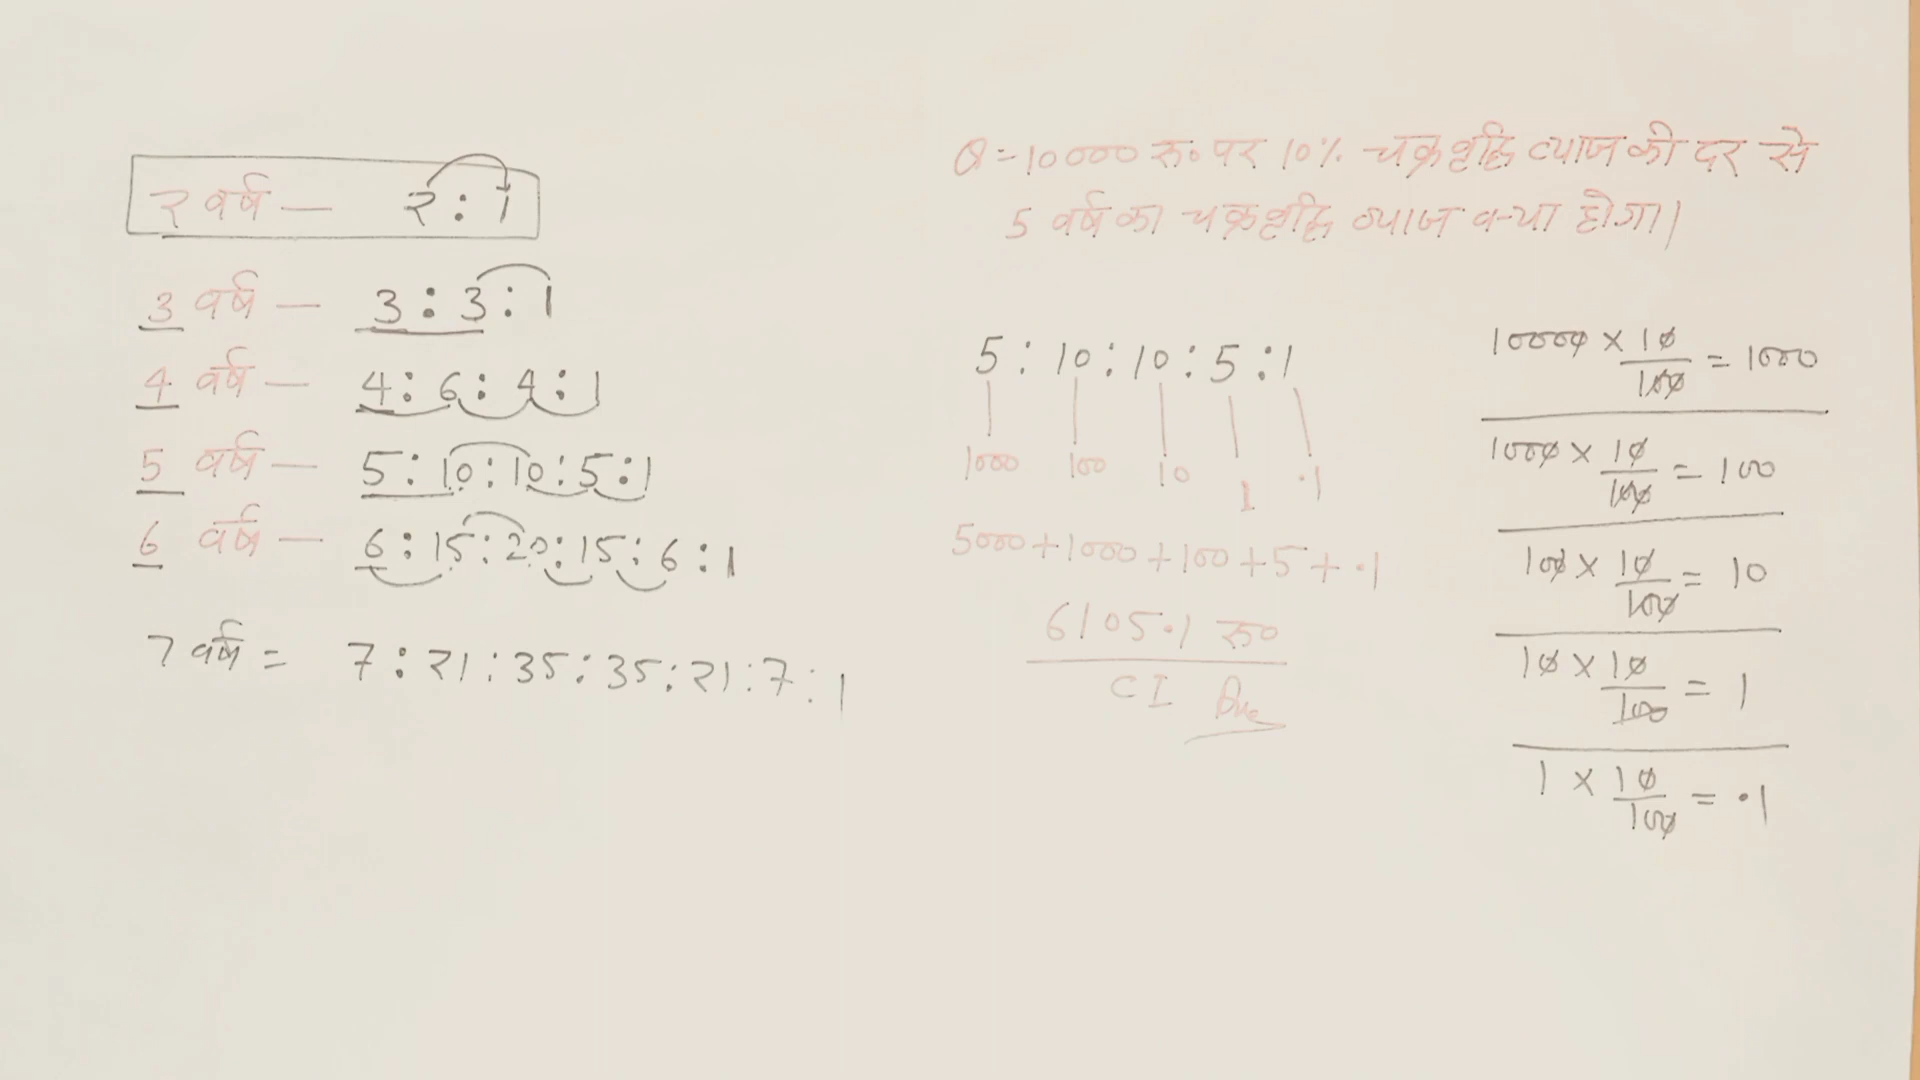 2 वर्ष — 2 : 1
3 वर्ष — 3 : 3 : 1
4 वर्ष — 4 : 6 : 4 : 1
5 वर्ष — 5 : 10 : 10 : 5 : 1
6 वर्ष — 6 : 15 : 20 : 15 : 6 : 1
7 वर्ष = 7 : 21 : 35 : 35 : 21 : 7 : 1
Q = 10000 रु० पर 10% चक्रवृद्धि ब्याज की दर से
5 वर्ष का चक्रवृद्धि ब्याज क्या होगा।
5 : 10 : 10 : 5 : 1
1000 100 10 1 .1
5000 + 1000 + 100 + 5 + .1
6105.1 रु०
CI Ans
10000 × 10/100 = 1000
1000 × 10/100 = 100
100 × 10/100 = 10
10 × 10/100 = 1
1 × 10/100 = .1